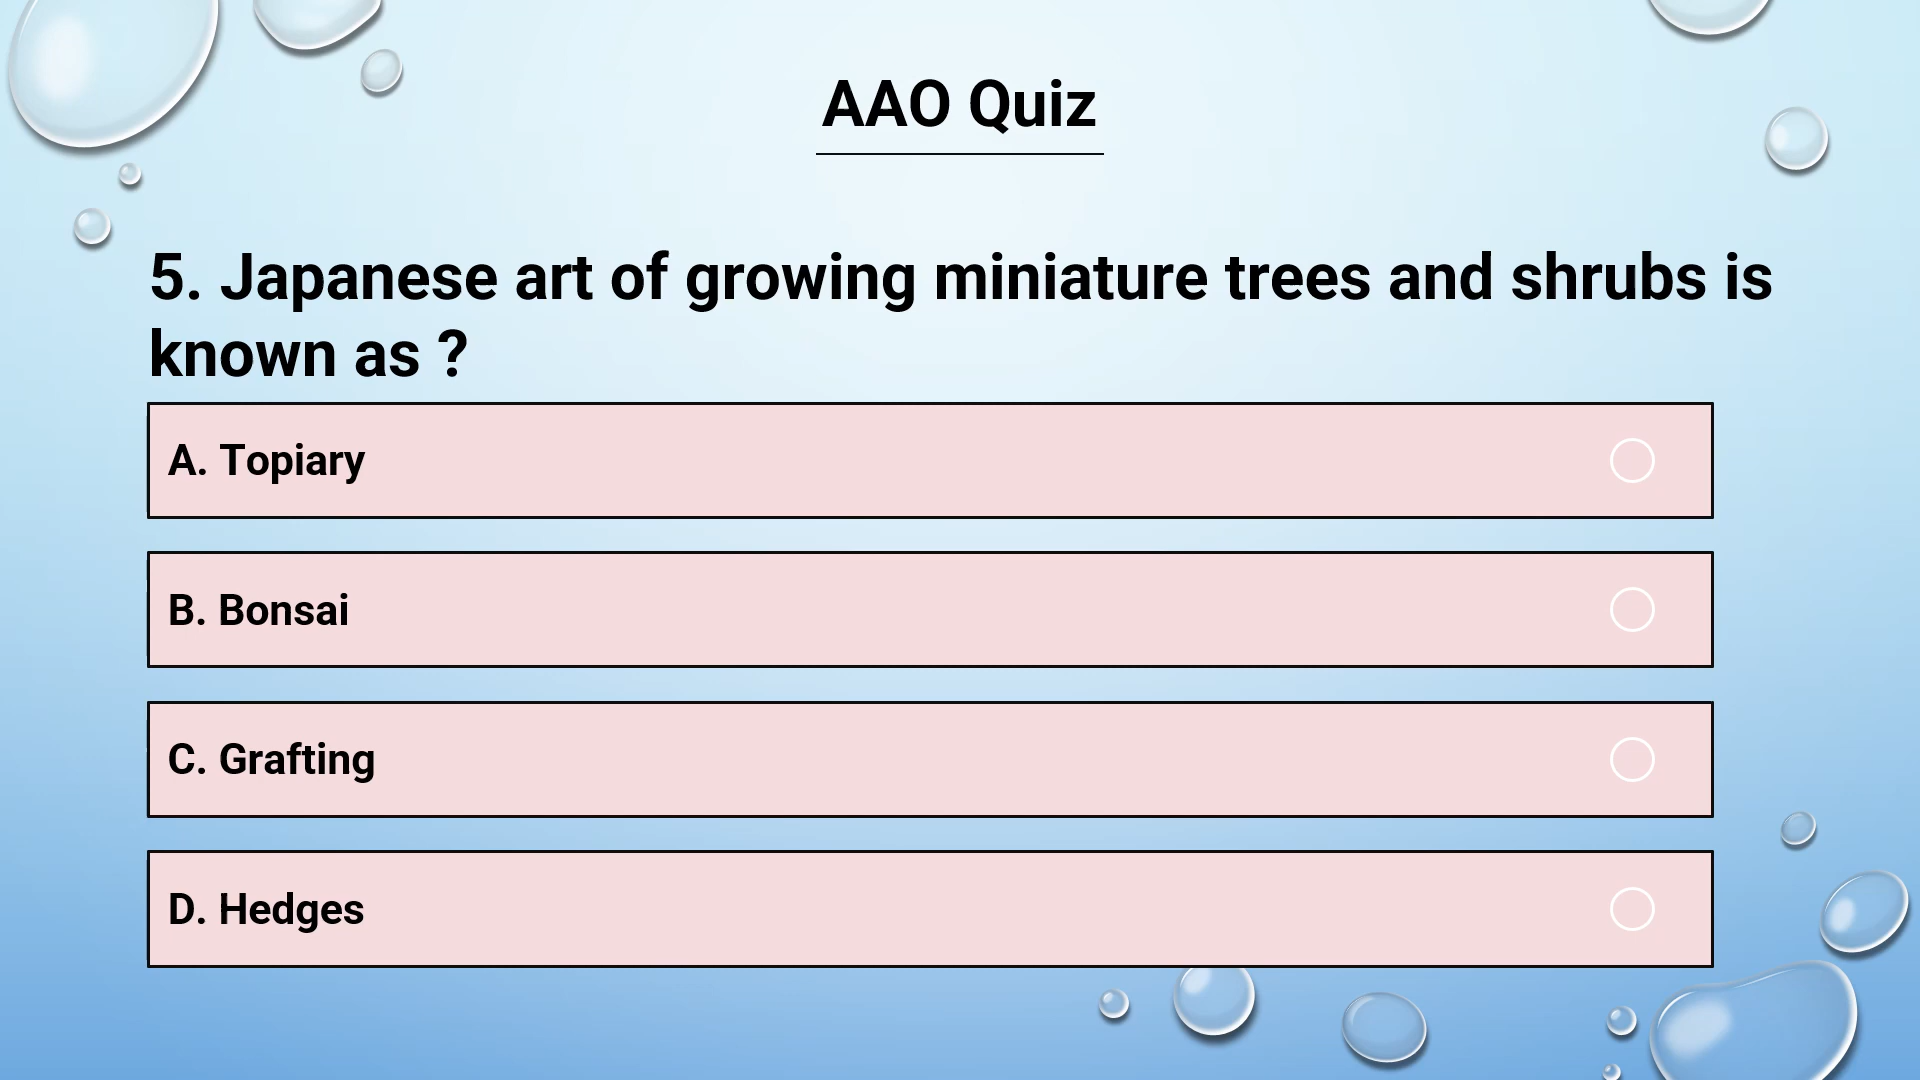 AAO Quiz
5. Japanese art of growing miniature trees and shrubs is
known as ?
A. Topiary
B. Bonsai
C. Grafting
D. Hedges